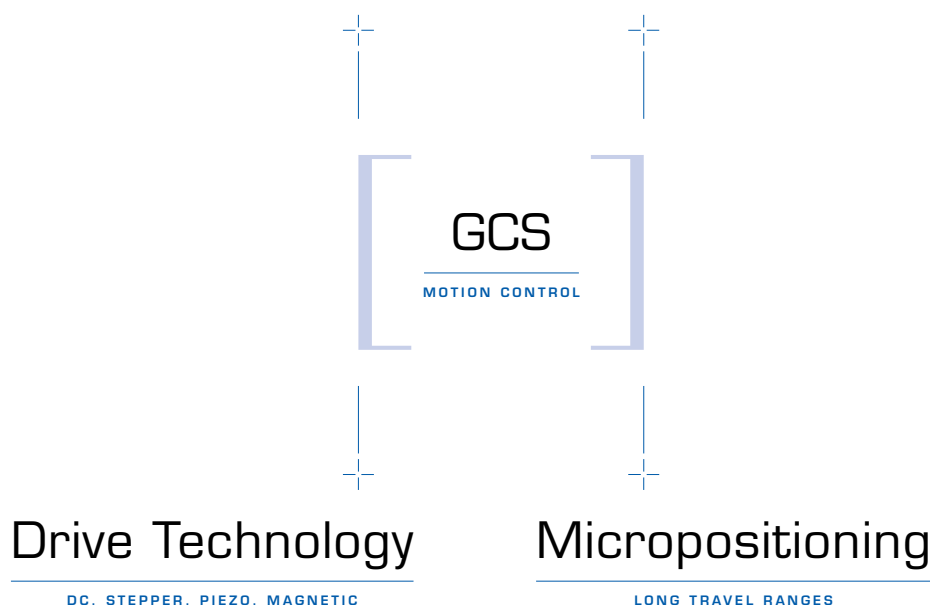 GCS
MOTION CONTROL
Drive Technology
DC, STEPPER, PIEZO, MAGNETIC
Micropositioning
LONG TRAVEL RANGES